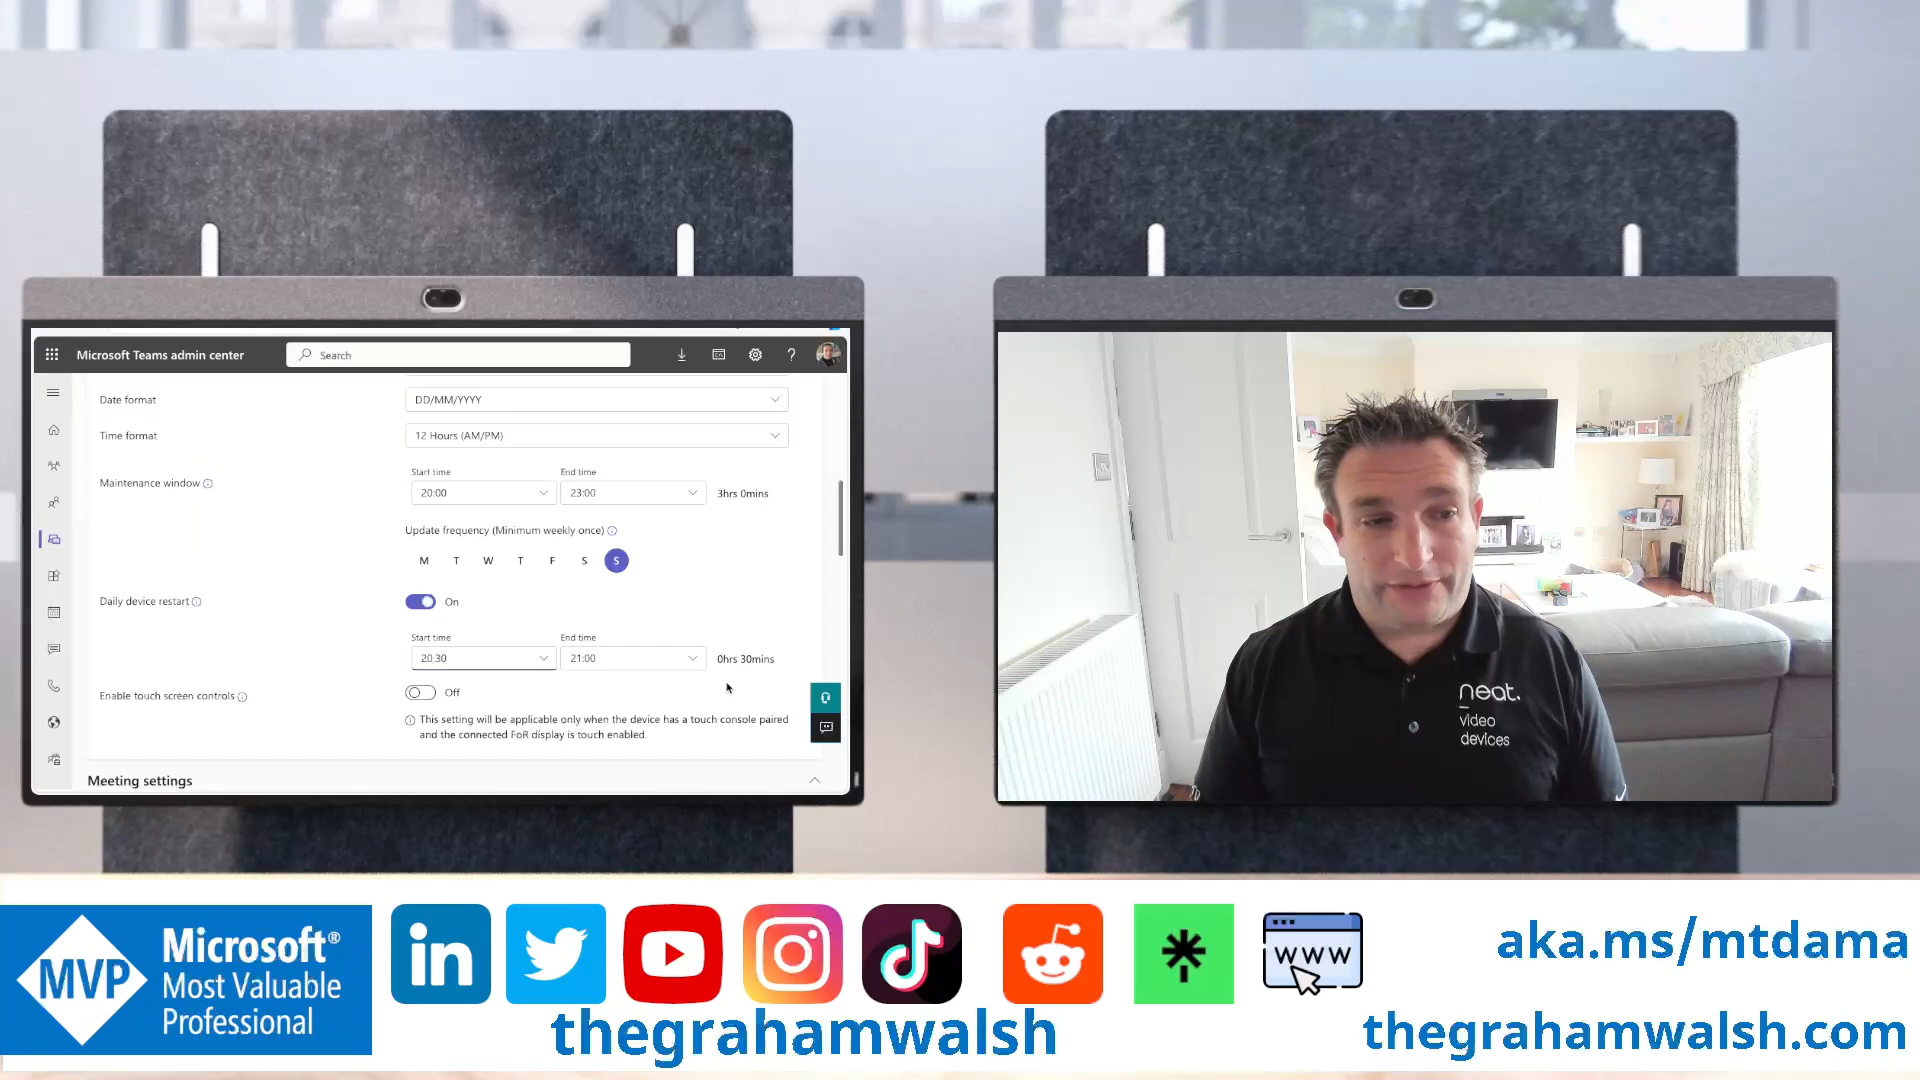 Microsoft Teams admin center
Search
Date format
DD/MM/YYYY
Time format
12 Hours (AM/PM)
Start time
End time
Maintenance window
20:00
23:00
3hrs 0mins
Update frequency (Minimum weekly once)
M T W T F S S
Daily device restart
On
Start time
End time
20:30
21:00
0hrs 30mins
Enable touch screen controls
Off
This setting will be applicable only when the device has a touch console paired
and the connected FoR display is touch enabled.
Meeting settings
neat.
video
devices
MVP
Microsoft®
Most Valuable
Professional
in
WWW
thegrahamwalsh
aka.ms/mtdama
thegrahamwalsh.com